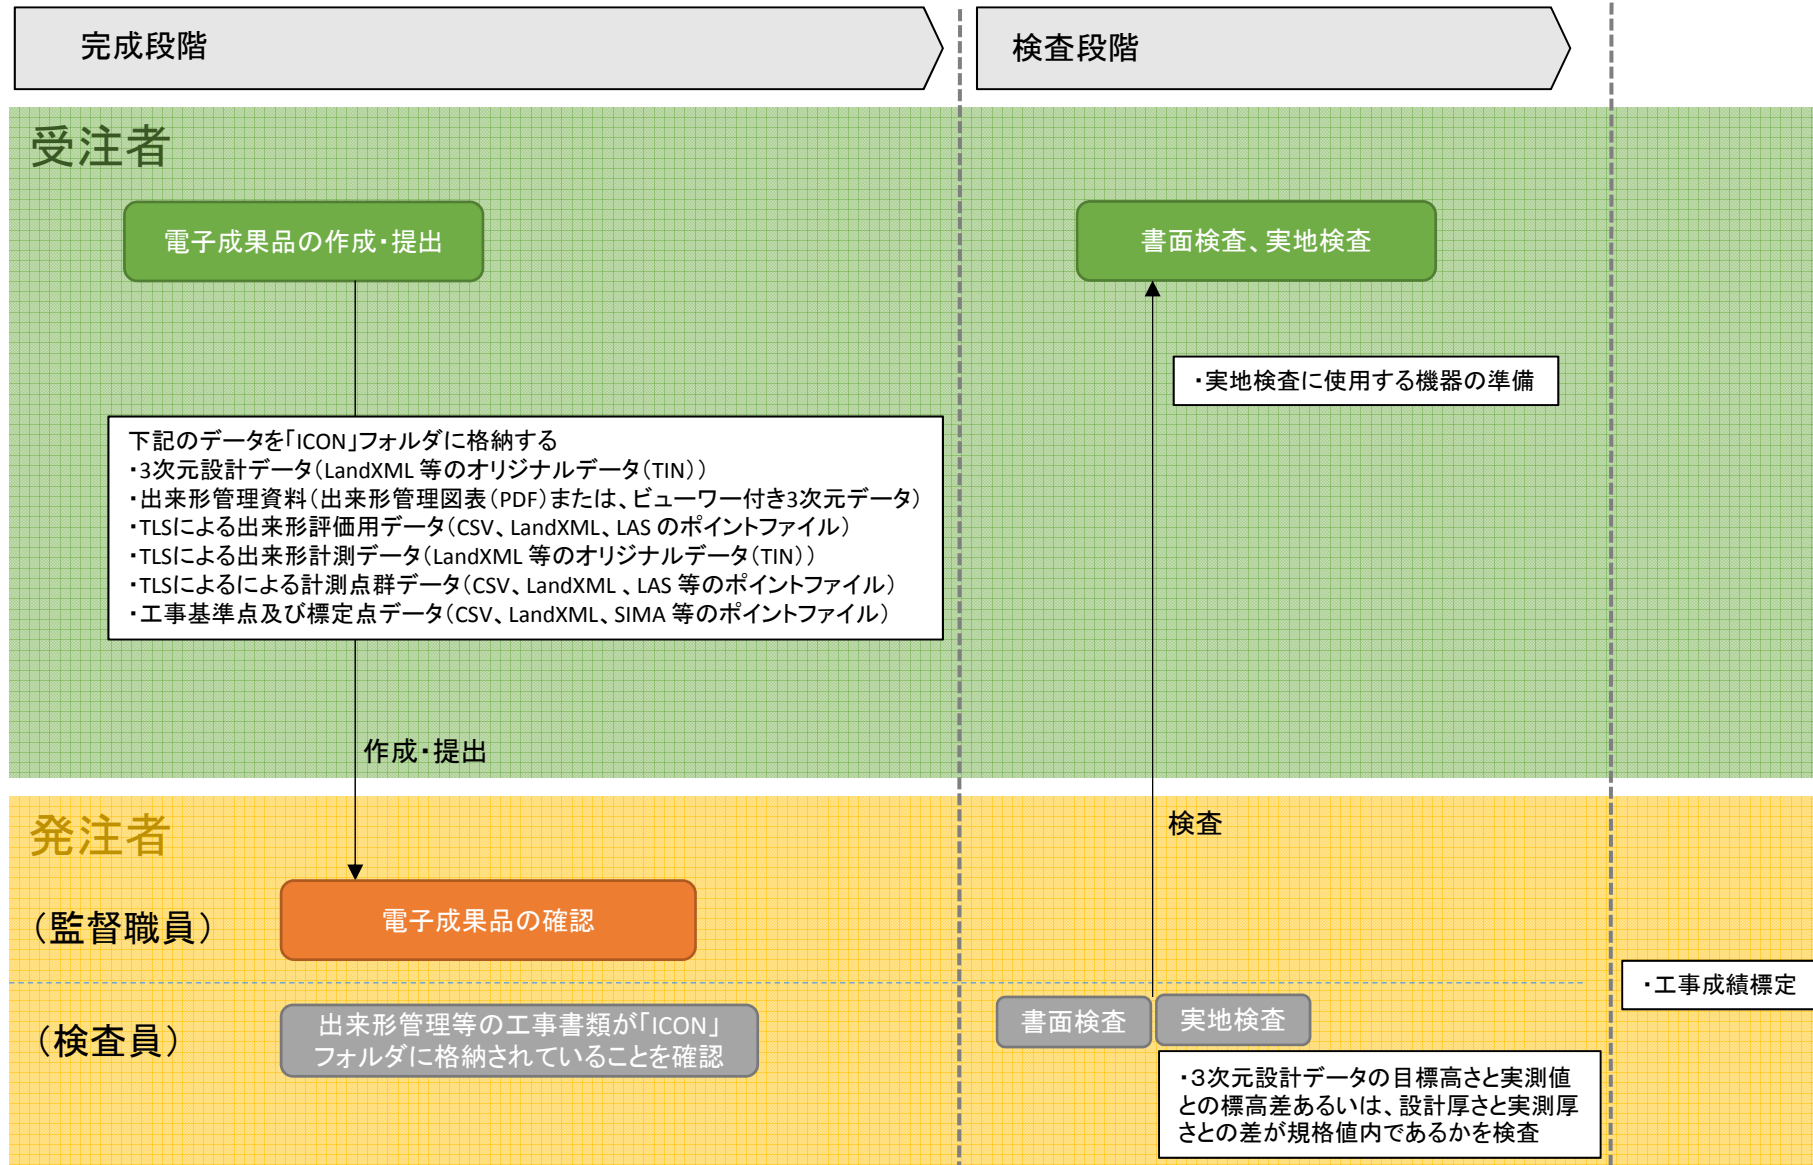 完成段階
検査段階
受注者
電子成果品の作成・提出
書面検査、実地検査
・実地検査に使用する機器の準備
下記のデータを「ICON」フォルダに格納する
・3次元設計データ（LandXML 等のオリジナルデータ（TIN））
・出来形管理資料（出来形管理図表（PDF）または、ビューワー付き3次元データ）
・TLSによる出来形評価用データ（CSV、LandXML、LAS のポイントファイル）
・TLSによる出来形計測データ（LandXML 等のオリジナルデータ（TIN））
・TLSによるによる計測点群データ（CSV、LandXML 、LAS 等のポイントファイル）
・工事基準点及び標定点データ（CSV、LandXML、SIMA 等のポイントファイル）
作成・提出
発注者
検査
（監督職員）
電子成果品の確認
・工事成績標定
（検査員）
出来形管理等の工事書類が「ICON」
フォルダに格納されていることを確認
書面検査
実地検査
・３次元設計データの目標高さと実測値
との標高差あるいは、設計厚さと実測厚
さとの差が規格値内であるかを検査